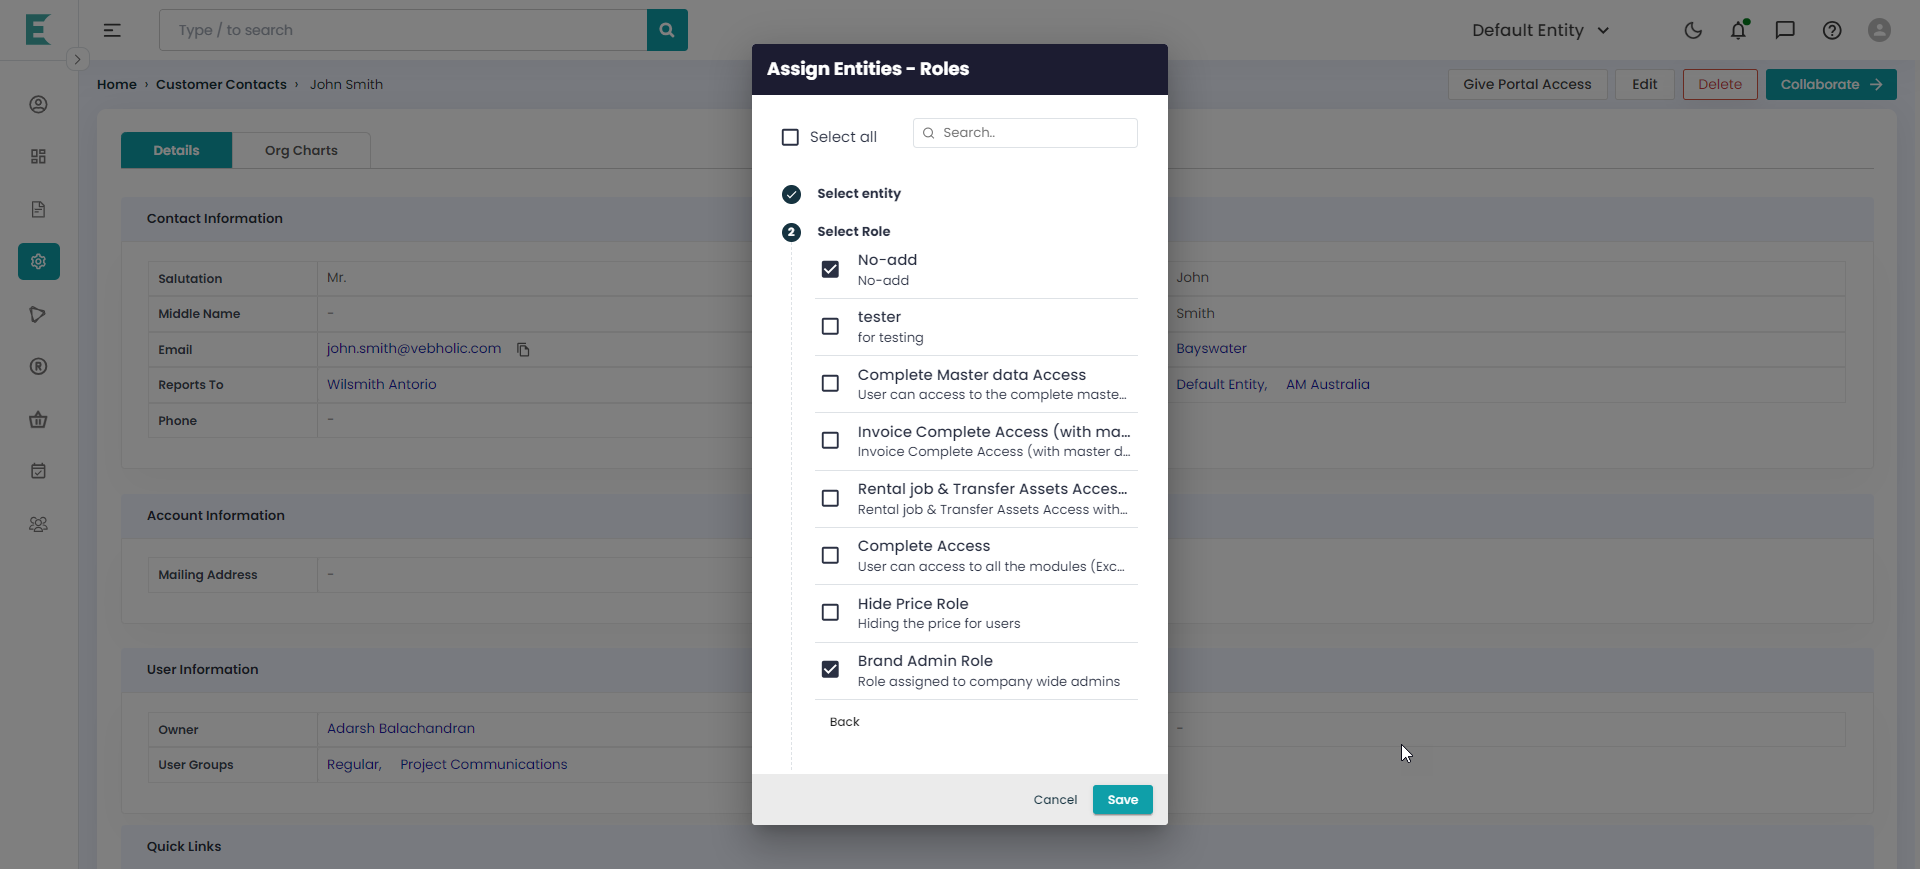 Type / to search
Default Entity
Home › Customer Contacts › John Smith
Give Portal Access
Edit
Delete
Collaborate
Details
Org Charts
Contact Information
Salutation Mr. John
Middle Name - Smith
Email john.smith@vebholic.com Bayswater
Reports To Wilsmith Antorio Default Entity, AM Australia
Phone -
Account Information
Mailing Address -
User Information
Owner Adarsh Balachandran -
User Groups Regular, Project Communications
Quick Links
Assign Entities - Roles
Select all
Search..
Select entity
2 Select Role
No-add
No-add
tester
for testing
Complete Master data Access
User can access to the complete maste...
Invoice Complete Access (with ma...
Invoice Complete Access (with master d...
Rental job & Transfer Assets Acces...
Rental job & Transfer Assets Access with...
Complete Access
User can access to all the modules (Exc...
Hide Price Role
Hiding the price for users
Brand Admin Role
Role assigned to company wide admins
Back
Cancel
Save